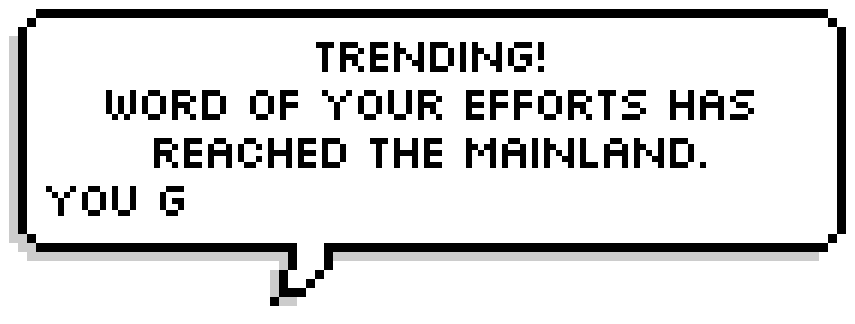 TRENDING!
WORD OF YOUR EFFORTS HAS
REACHED THE MAINLAND.
YOU G